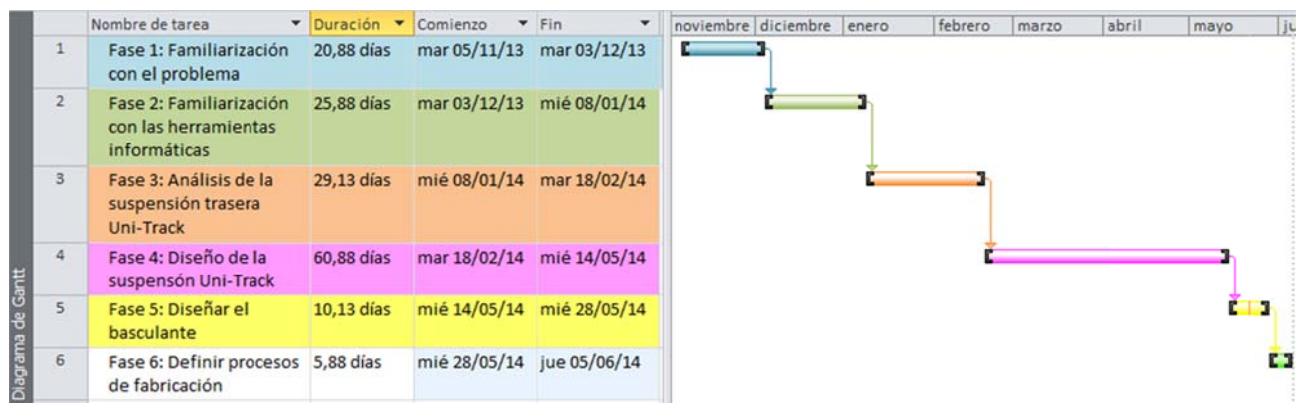 Nombre de tarea Duración Comienzo Fin noviembre diciembre enero febrero marzo abril mayo ju
1 Fase 1: Familiarización 20,88 días mar 05/11/13 mar 03/12/13
con el problema
2 Fase 2: Familiarización 25,88 días mar 03/12/13 mié 08/01/14
con las herramientas
informáticas
3 Fase 3: Análisis de la 29,13 días mié 08/01/14 mar 18/02/14
suspensión trasera
Uni-Track
4 Fase 4: Diseño de la 60,88 días mar 18/02/14 mié 14/05/14
suspensón Uni-Track
5 Fase 5: Diseñar el 10,13 días mié 14/05/14 mié 28/05/14
basculante
6 Fase 6: Definir procesos 5,88 días mié 28/05/14 jue 05/06/14
de fabricación
Diagrama de Gantt